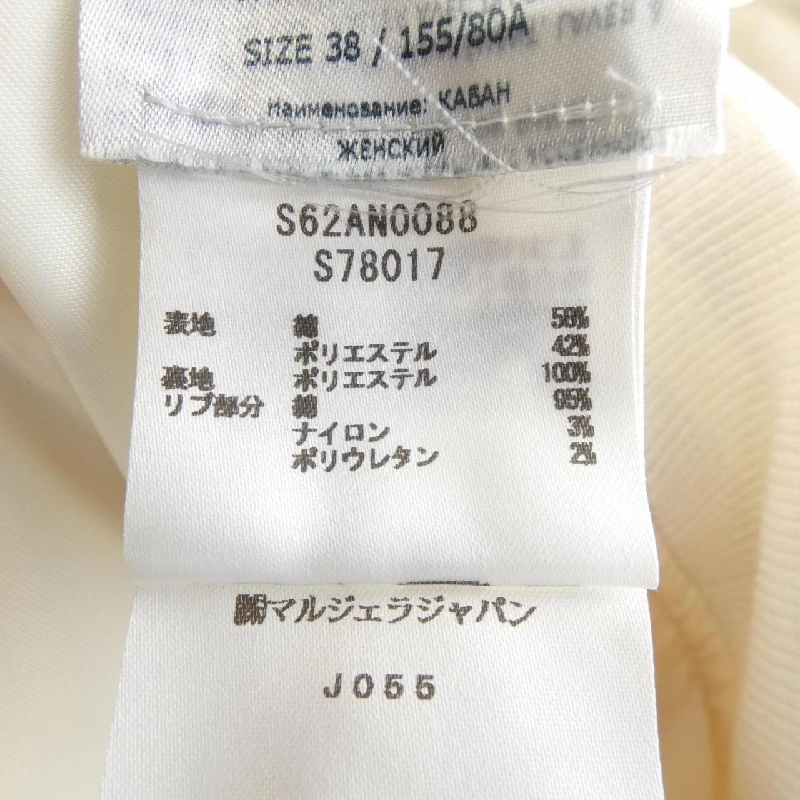 SIZE 38 / 155/80A
Наименование: КАВАН
ЖЕНСКИЙ
S62AN0088
S78017
表地 綿 58%
ポリエステル 42%
裏地 ポリエステル 100%
リブ部分 綿 95%
ナイロン 3%
ポリウレタン 2%
㈱マルジェラジャパン
J055